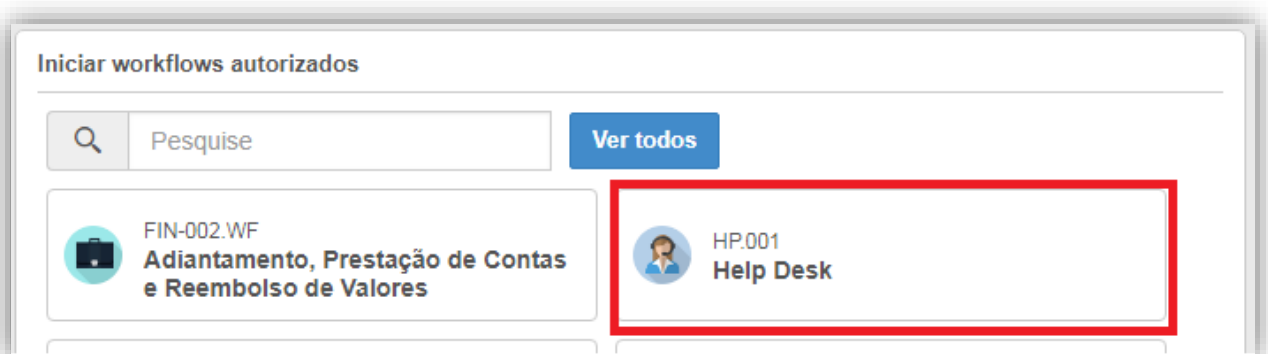 Iniciar workflows autorizados
Pesquise
Ver todos
FIN-002.WF
Adiantamento, Prestação de Contas
e Reembolso de Valores
HP.001
Help Desk